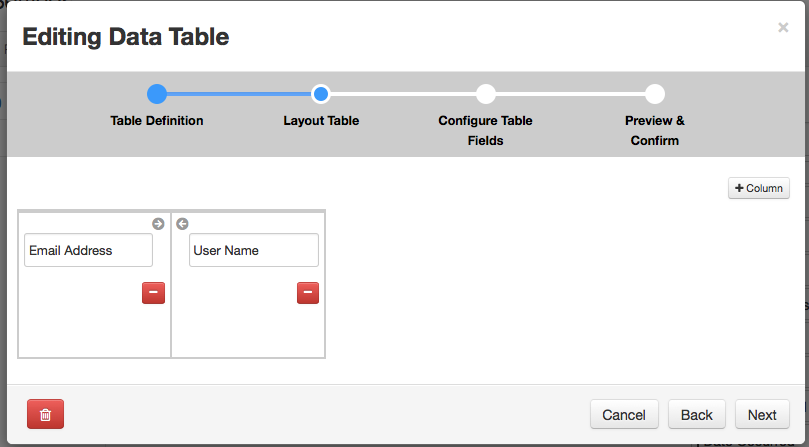 Editing Data Table
×
Table Definition
Layout Table
Configure Table
Fields
Preview &
Confirm
+ Column
Email Address
User Name
Cancel
Back
Next